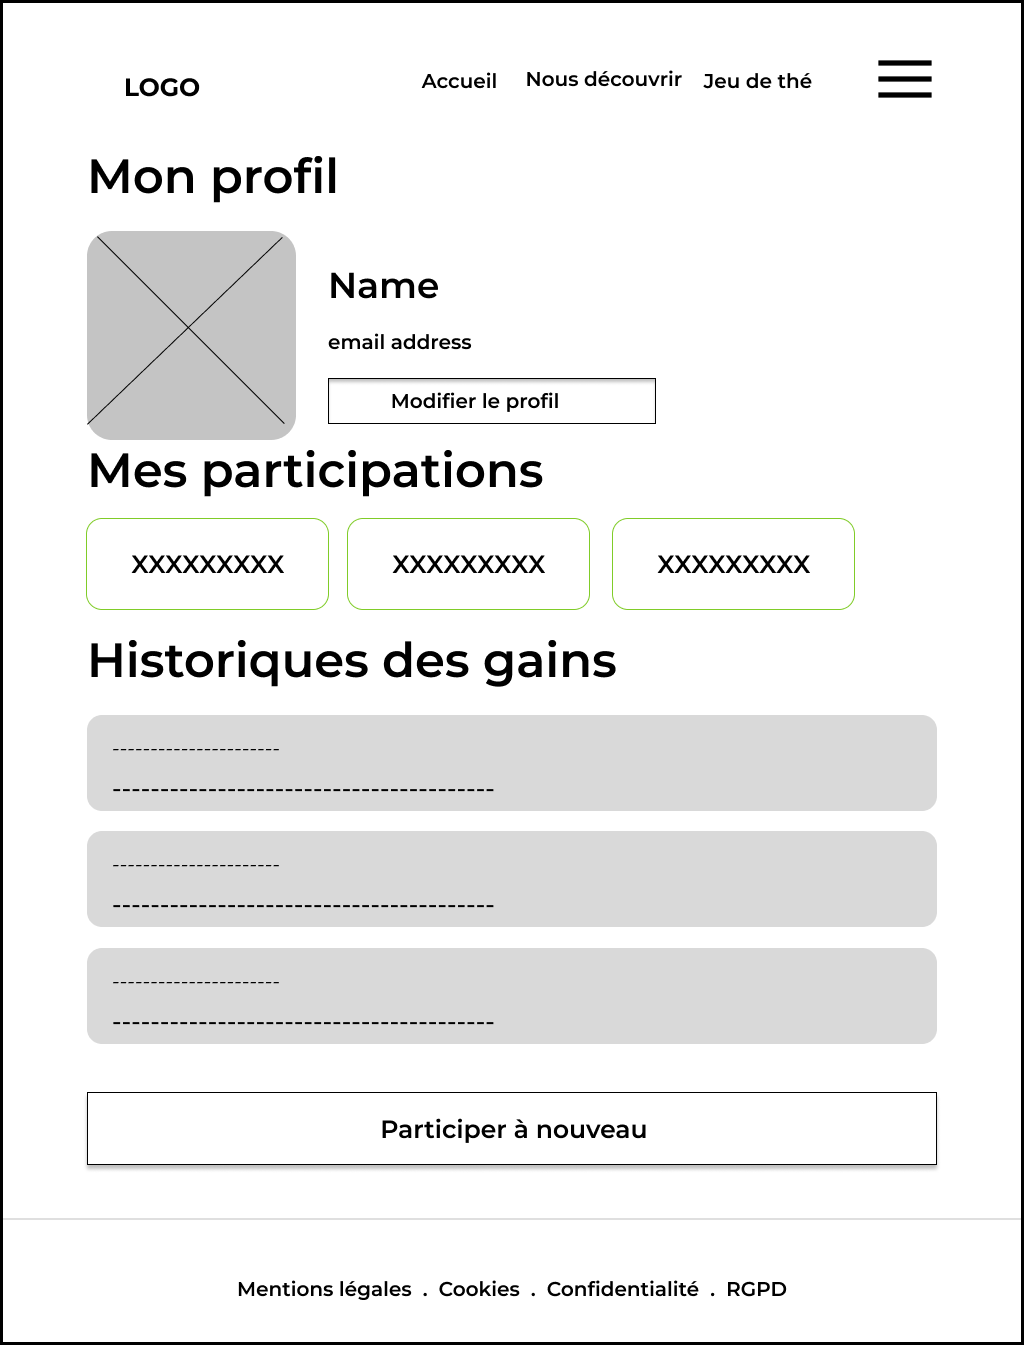 LOGO Accueil Nous découvrir Jeu de thé
Mon profil
Name
email address
Modifier le profil
Mes participations
XXXXXXXXX XXXXXXXXX XXXXXXXXX
Historiques des gains
----------------------
----------------------------------------
----------------------
----------------------------------------
----------------------
----------------------------------------
Participer à nouveau
Mentions légales . Cookies . Confidentialité . RGPD